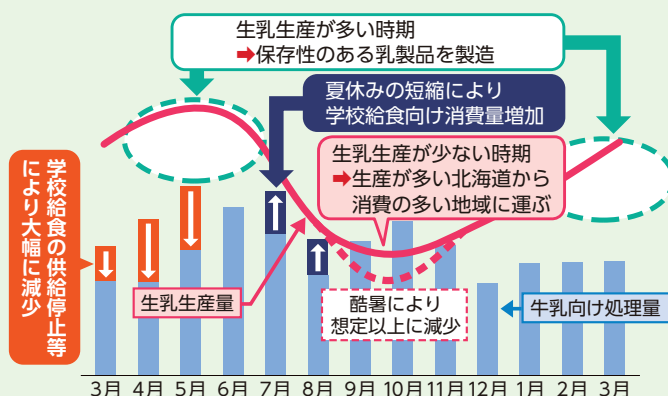 生乳生産が多い時期
➡保存性のある乳製品を製造
夏休みの短縮により
学校給食向け消費量増加
生乳生産が少ない時期
➡生産が多い北海道から
消費の多い地域に運ぶ
学校給食の供給停止等
により大幅に減少
生乳生産量
酷暑により
想定以上に減少
牛乳向け処理量
3月 4月 5月 6月 7月 8月 9月 10月 11月 12月 1月 2月 3月